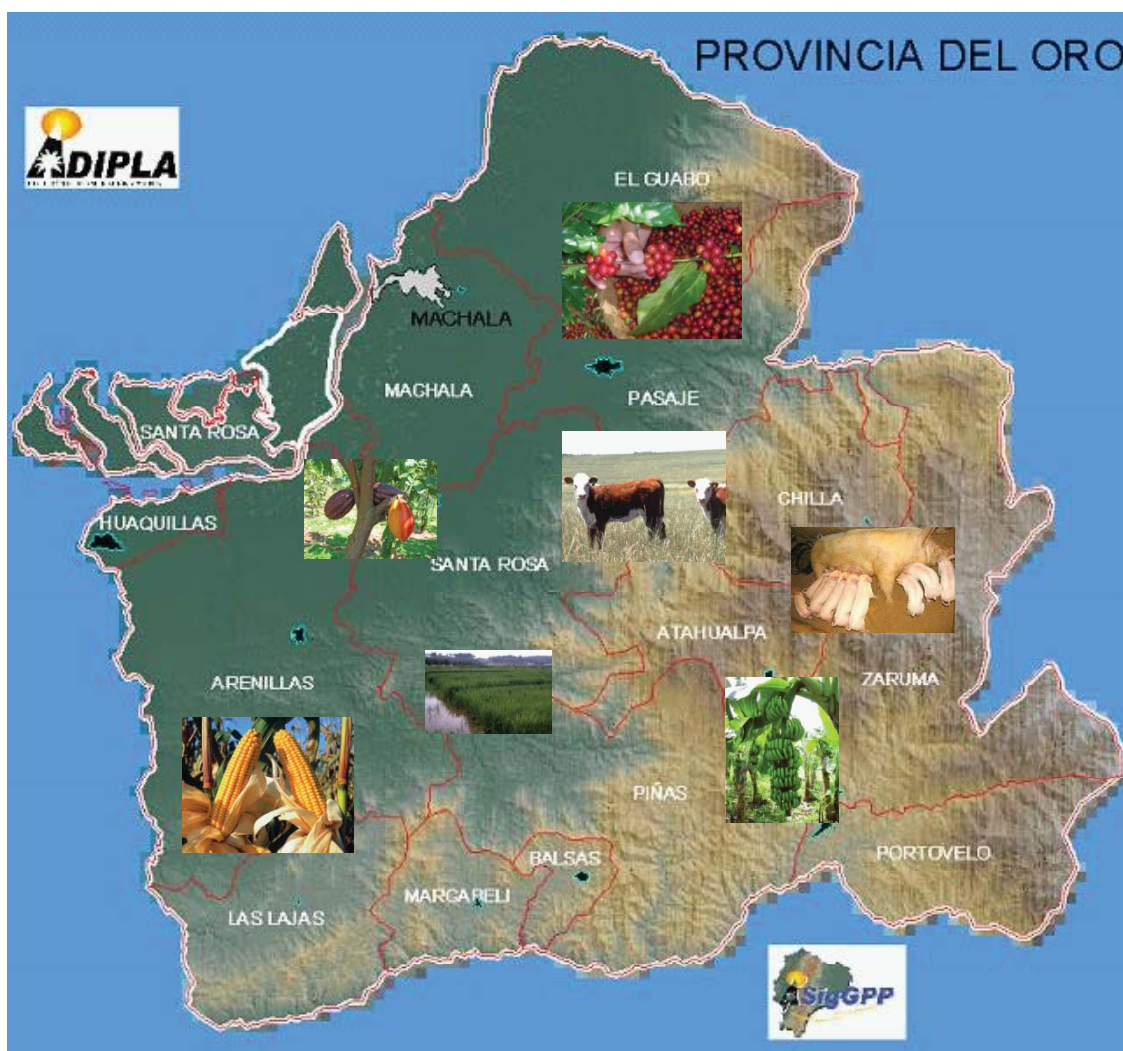 PROVINCIA DEL ORO
ADIPLA
EL GUABO
MACHALA
MACHALA
PASAJE
SANTA ROSA
CHILLA
HUAQUILLAS
SANTA ROSA
ATAHUALPA
ARENILLAS
ZARUMA
PIÑAS
BALSAS
PORTOVELO
MARCARELI
LAS LAJAS
SigGPP